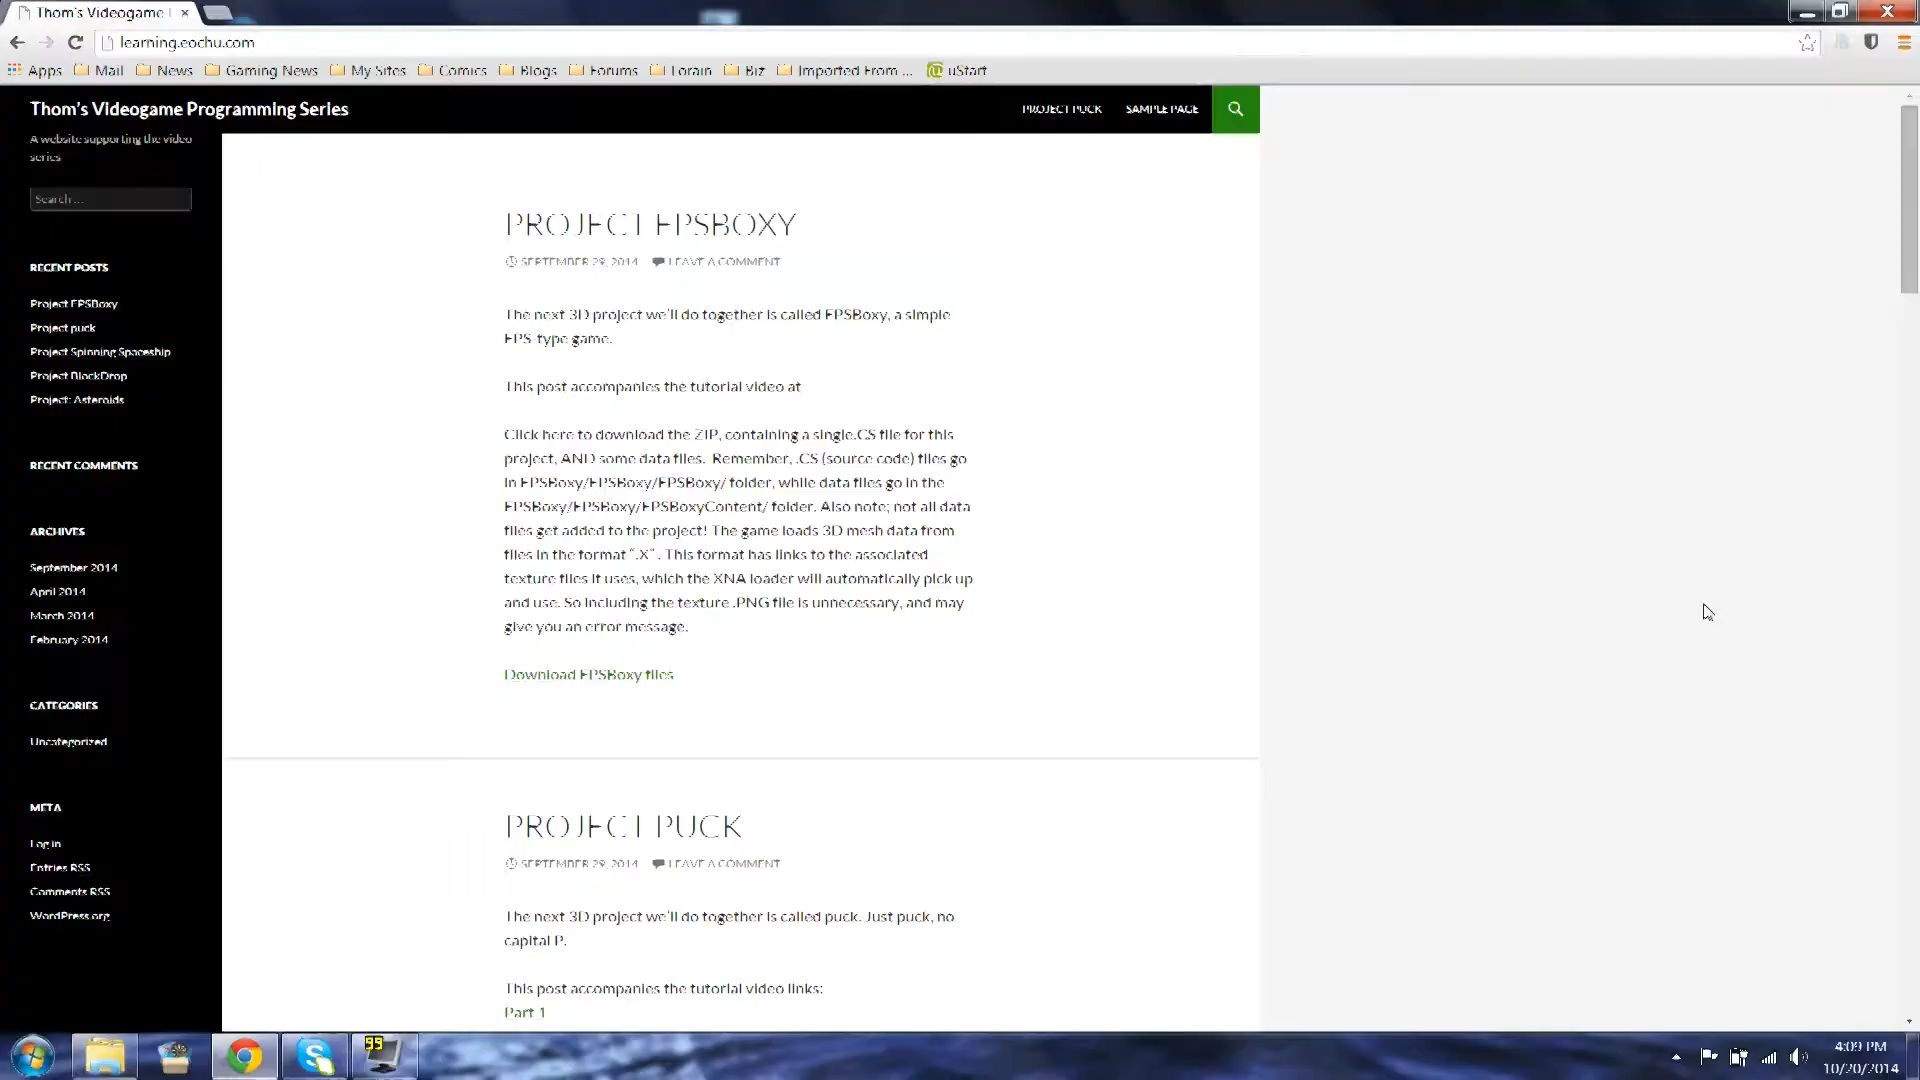 Thom's Videogame
learning.eochu.com
Apps Mail News Gaming News My Sites Comics Blogs Forums Lorain Biz Imported From ... uStart
Thom's Videogame Programming Series
PROJECT PUCK SAMPLE PAGE
A website supporting the video
series
Search ...
RECENT POSTS
Project FPSBoxy
Project puck
Project Spinning Spaceship
Project BlockDrop
Project: Asteroids
RECENT COMMENTS
ARCHIVES
September 2014
April 2014
March 2014
February 2014
CATEGORIES
Uncategorized
META
Log in
Entries RSS
Comments RSS
WordPress.org
PROJECT FPSBOXY
SEPTEMBER 29, 2014 LEAVE A COMMENT
The next 3D project we'll do together is called FPSBoxy, a simple
FPS-type game.
This post accompanies the tutorial video at
Click here to download the ZIP, containing a single.CS file for this
project, AND some data files. Remember, .CS (source code) files go
in FPSBoxy/FPSBoxy/FPSBoxy/ folder, while data files go in the
FPSBoxy/FPSBoxy/FPSBoxyContent/ folder. Also note; not all data
files get added to the project! The game loads 3D mesh data from
files in the format ".X" . This format has links to the associated
texture files it uses, which the XNA loader will automatically pick up
and use. So including the texture .PNG file is unnecessary, and may
give you an error message.
Download FPSBoxy files
PROJECT PUCK
SEPTEMBER 29, 2014 LEAVE A COMMENT
The next 3D project we'll do together is called puck. Just puck, no
capital P.
This post accompanies the tutorial video links:
Part 1
99
4:09 PM
10/20/2014